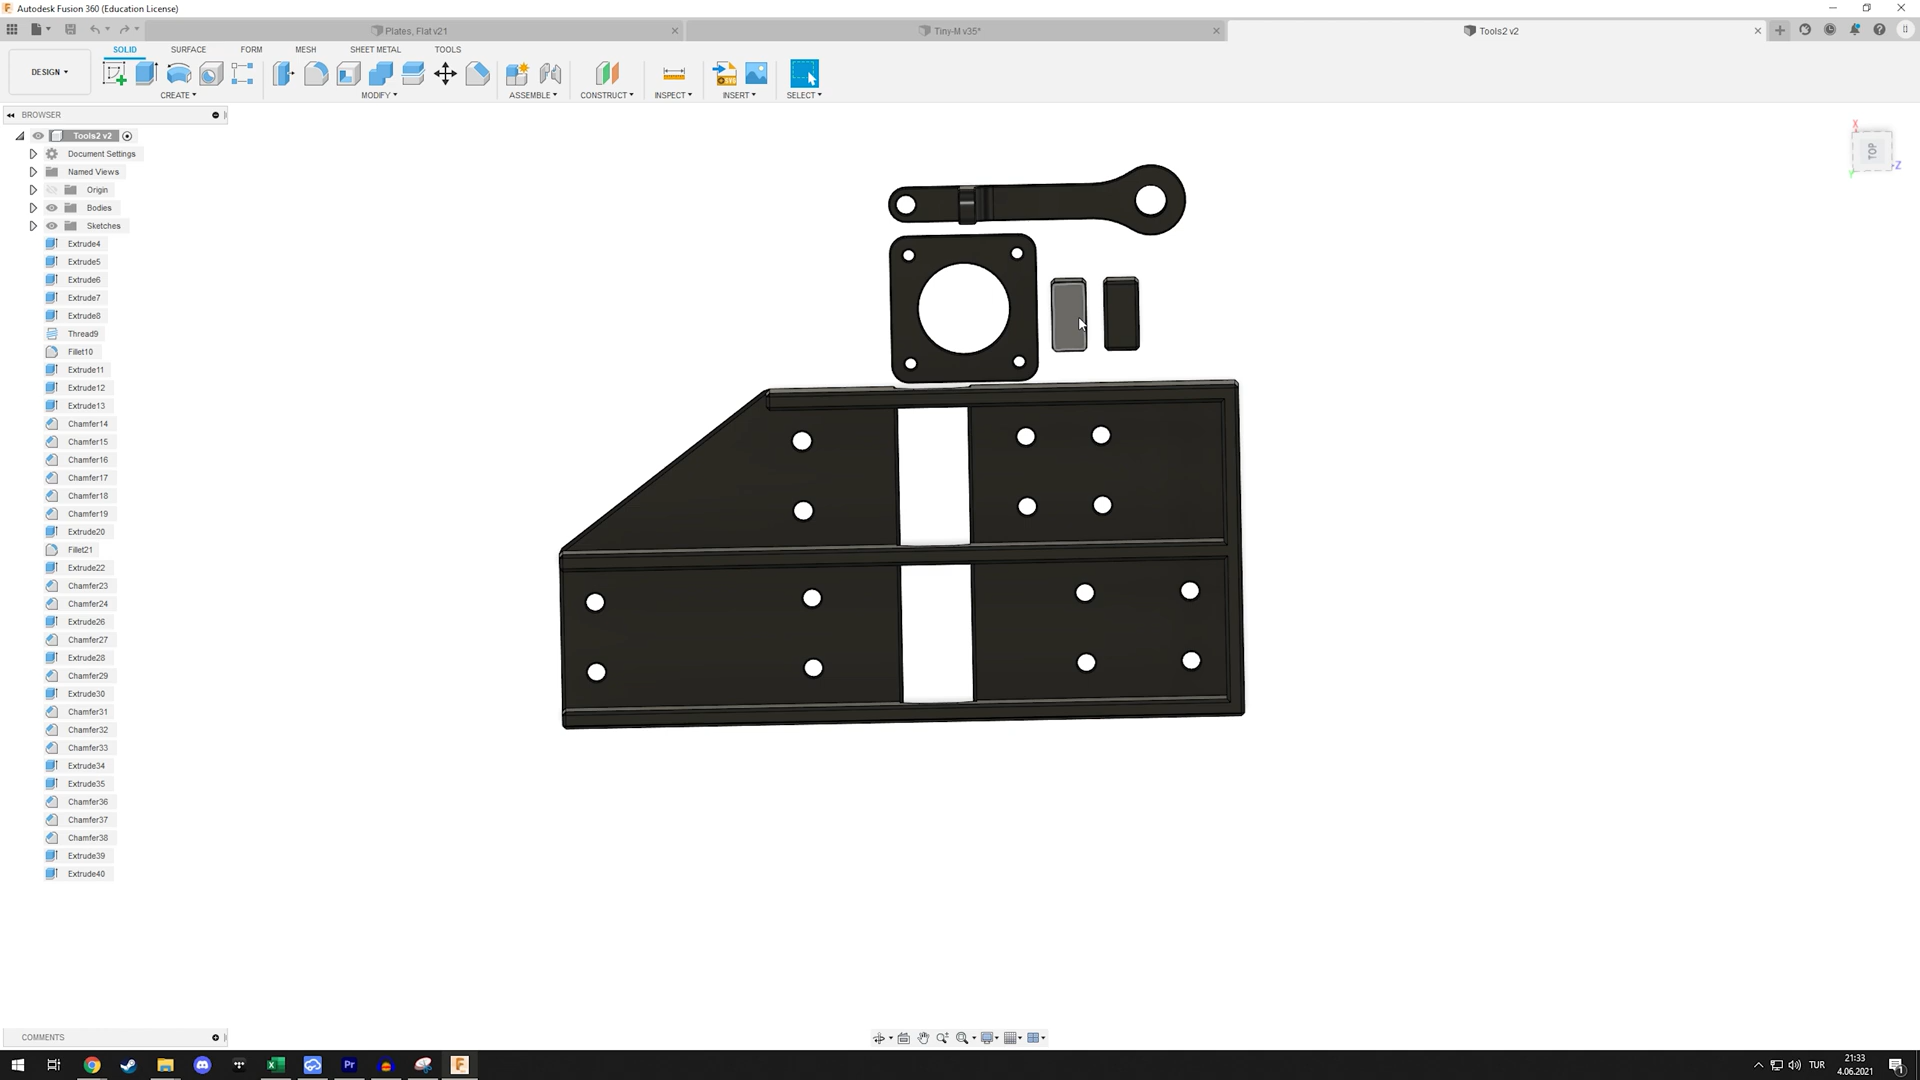 Autodesk Fusion 360 (Education License)
Plates, Flat v21
Tiny-M v35*
Tools2 v2
SOLID
SURFACE
FORM
MESH
SHEET METAL
TOOLS
DESIGN
CREATE
MODIFY
ASSEMBLE
CONSTRUCT
INSPECT
INSERT
SELECT
BROWSER
Tools2 v2
Document Settings
Named Views
Origin
Bodies
Sketches
Extrude4
Extrude5
Extrude6
Extrude7
Extrude8
Thread9
Fillet10
Extrude11
Extrude12
Extrude13
Chamfer14
Chamfer15
Chamfer16
Chamfer17
Chamfer18
Chamfer19
Extrude20
Fillet21
Extrude22
Chamfer23
Chamfer24
Extrude26
Chamfer27
Extrude28
Chamfer29
Extrude30
Chamfer31
Chamfer32
Chamfer33
Extrude34
Extrude35
Chamfer36
Chamfer37
Chamfer38
Extrude39
Extrude40
X
TOP
Z
Y
COMMENTS
TUR
21:33
4.06.2021